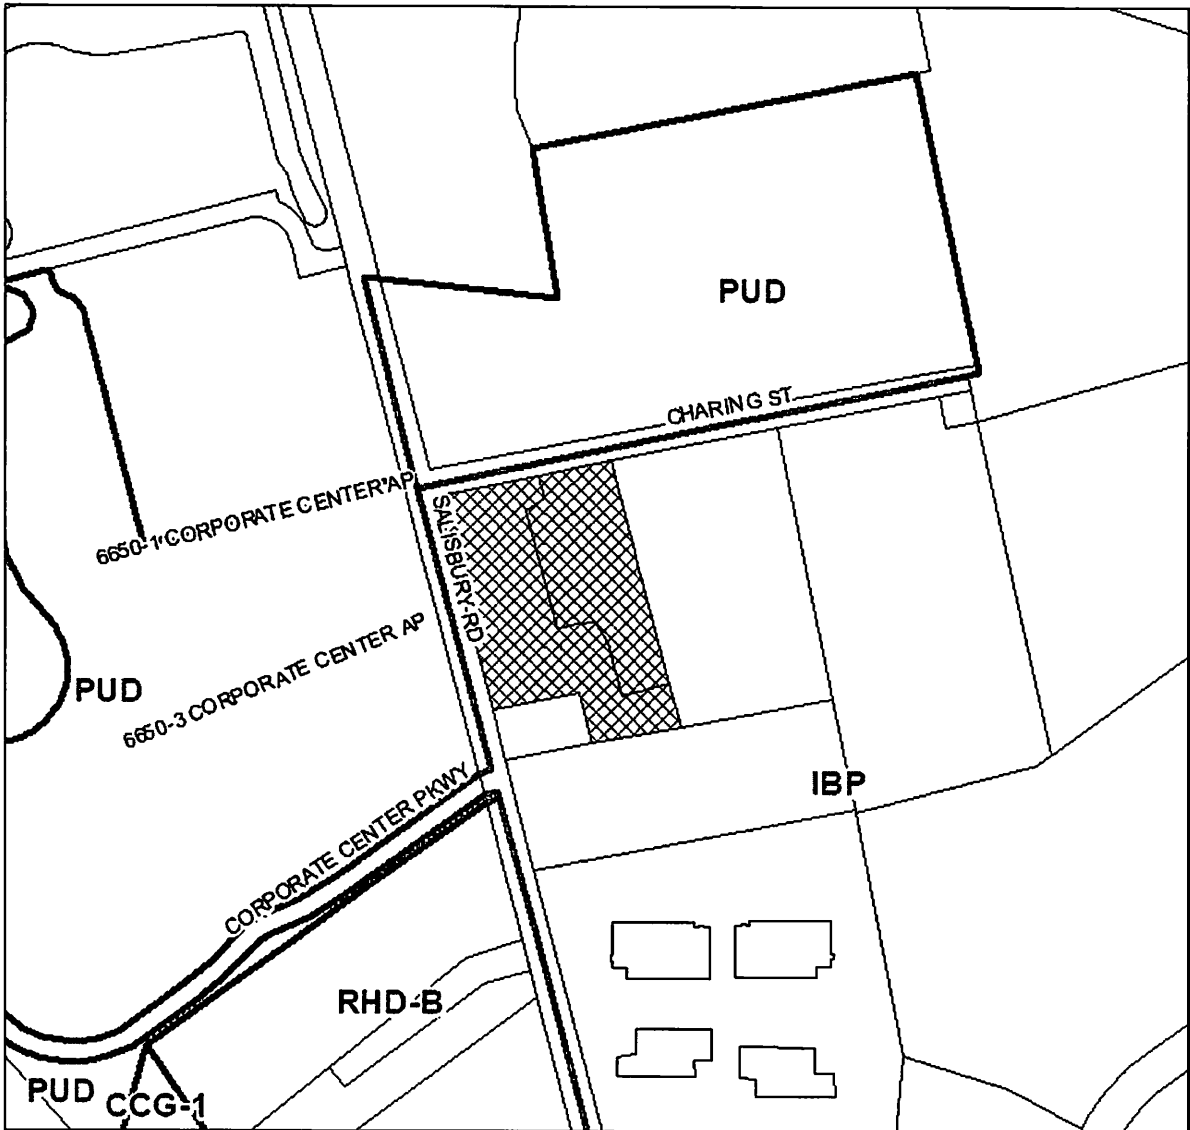 PUD
CHARING ST
6650-1 CORPORATE CENTER AP
SALISBURY RD
6650-3 CORPORATE CENTER AP
PUD
CORPORATE CENTER PKWY
IBP
RHD-B
PUD
CCG-1